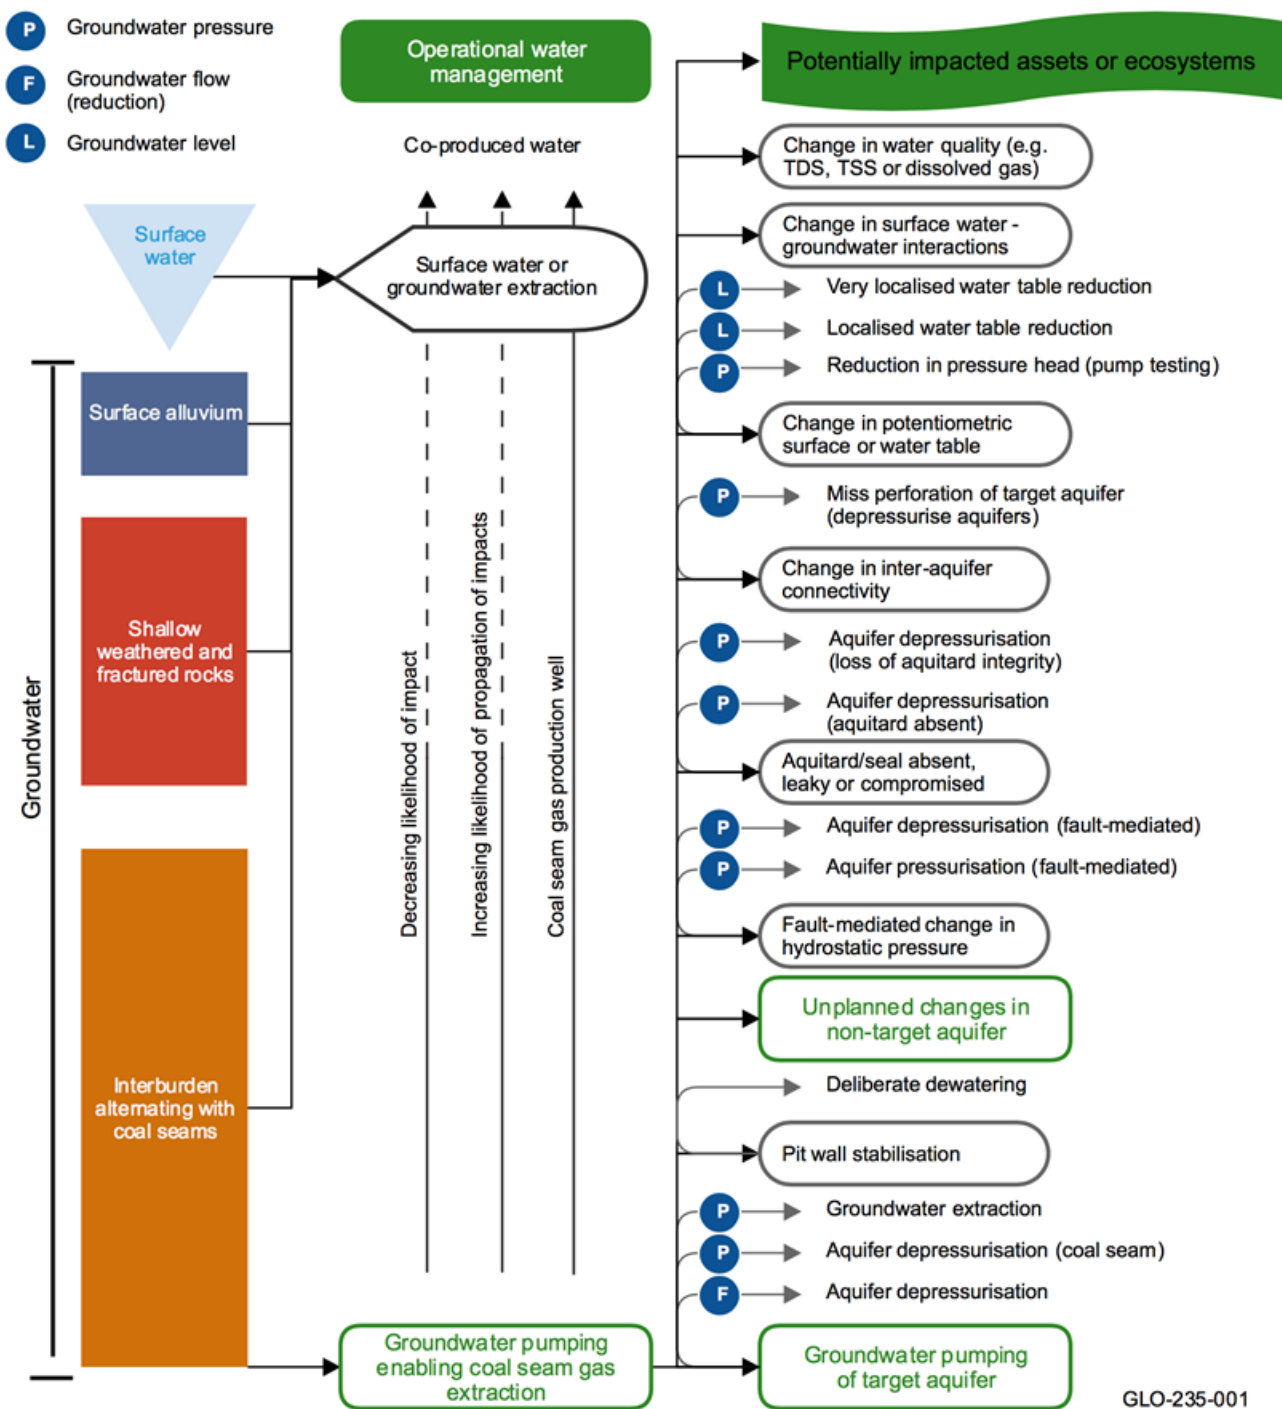 P
Groundwater pressure
F
Groundwater flow
(reduction)
L
Groundwater level
Surface
water
Groundwater
Surface alluvium
Shallow
weathered and
fractured rocks
Interburden
alternating with
coal seams
Operational water
management
Co-produced water
Surface water or
groundwater extraction
Decreasing likelihood of impact
Increasing likelihood of propagation of impacts
Coal seam gas production well
Groundwater pumping
enabling coal seam gas
extraction
Potentially impacted assets or ecosystems
Change in water quality (e.g.
TDS, TSS or dissolved gas)
Change in surface water -
groundwater interactions
L
Very localised water table reduction
L
Localised water table reduction
P
Reduction in pressure head (pump testing)
Change in potentiometric
surface or water table
P
Miss perforation of target aquifer
(depressurise aquifers)
Change in inter-aquifer
connectivity
P
Aquifer depressurisation
(loss of aquitard integrity)
P
Aquifer depressurisation
(aquitard absent)
Aquitard/seal absent,
leaky or compromised
P
Aquifer depressurisation (fault-mediated)
P
Aquifer pressurisation (fault-mediated)
Fault-mediated change in
hydrostatic pressure
Unplanned changes in
non-target aquifer
Deliberate dewatering
Pit wall stabilisation
P
Groundwater extraction
P
Aquifer depressurisation (coal seam)
F
Aquifer depressurisation
Groundwater pumping
of target aquifer
GLO-235-001